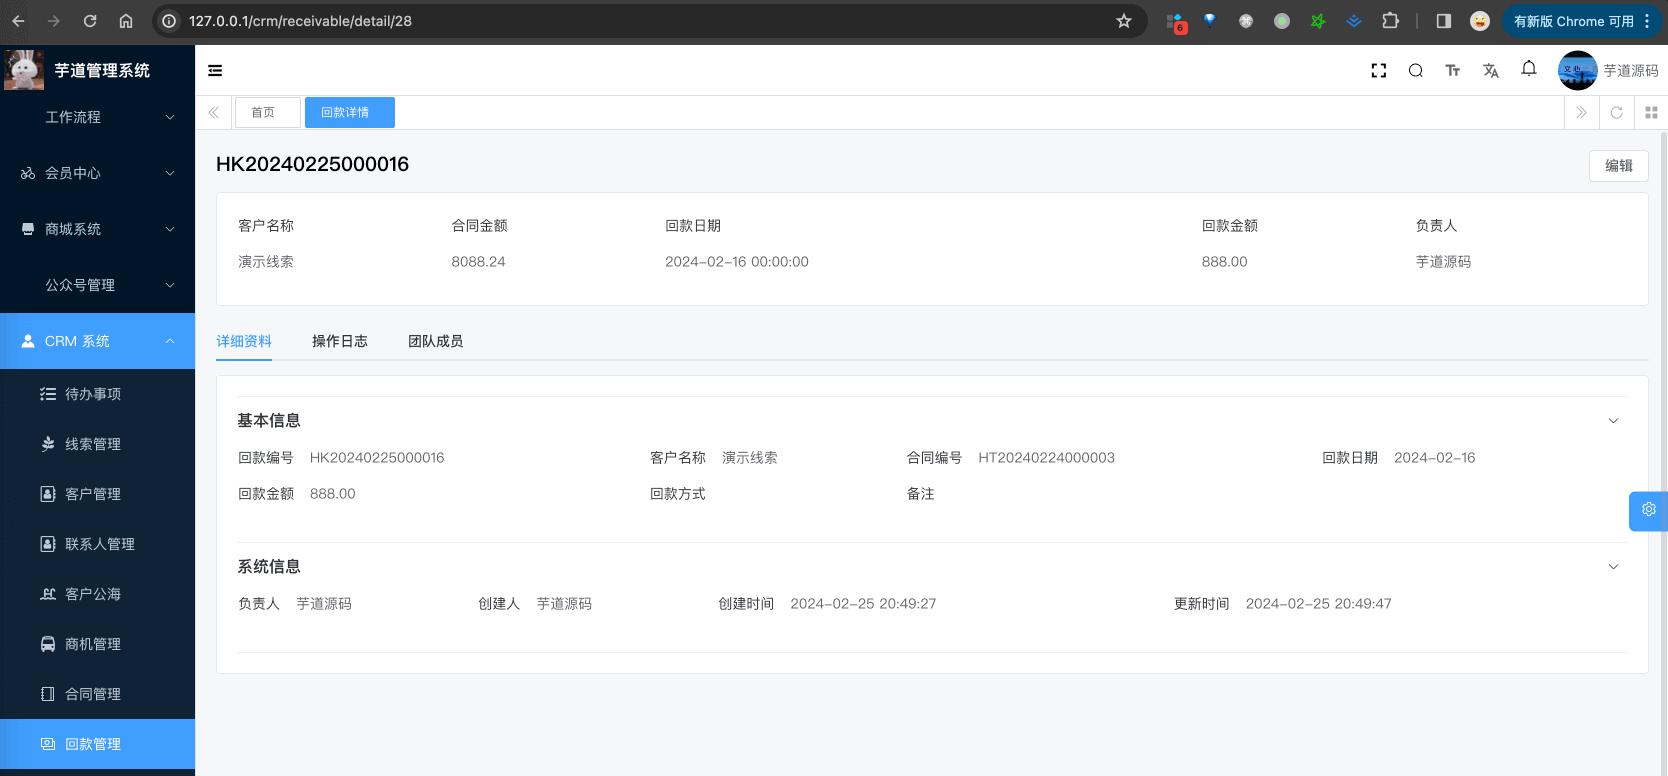 127.0.0.1/crm/receivable/detail/28
6
有新版 Chrome 可用
芋道管理系统
芋道源码
工作流程
会员中心
商城系统
公众号管理
CRM 系统
待办事项
线索管理
客户管理
联系人管理
客户公海
商机管理
合同管理
回款管理
首页 回款详情
HK20240225000016
编辑
客户名称 合同金额 回款日期 回款金额 负责人
演示线索 8088.24 2024-02-16 00:00:00 888.00 芋道源码
详细资料 操作日志 团队成员
基本信息
回款编号 HK20240225000016 客户名称 演示线索 合同编号 HT20240224000003 回款日期 2024-02-16
回款金额 888.00 回款方式 备注
系统信息
负责人 芋道源码 创建人 芋道源码 创建时间 2024-02-25 20:49:27 更新时间 2024-02-25 20:49:47